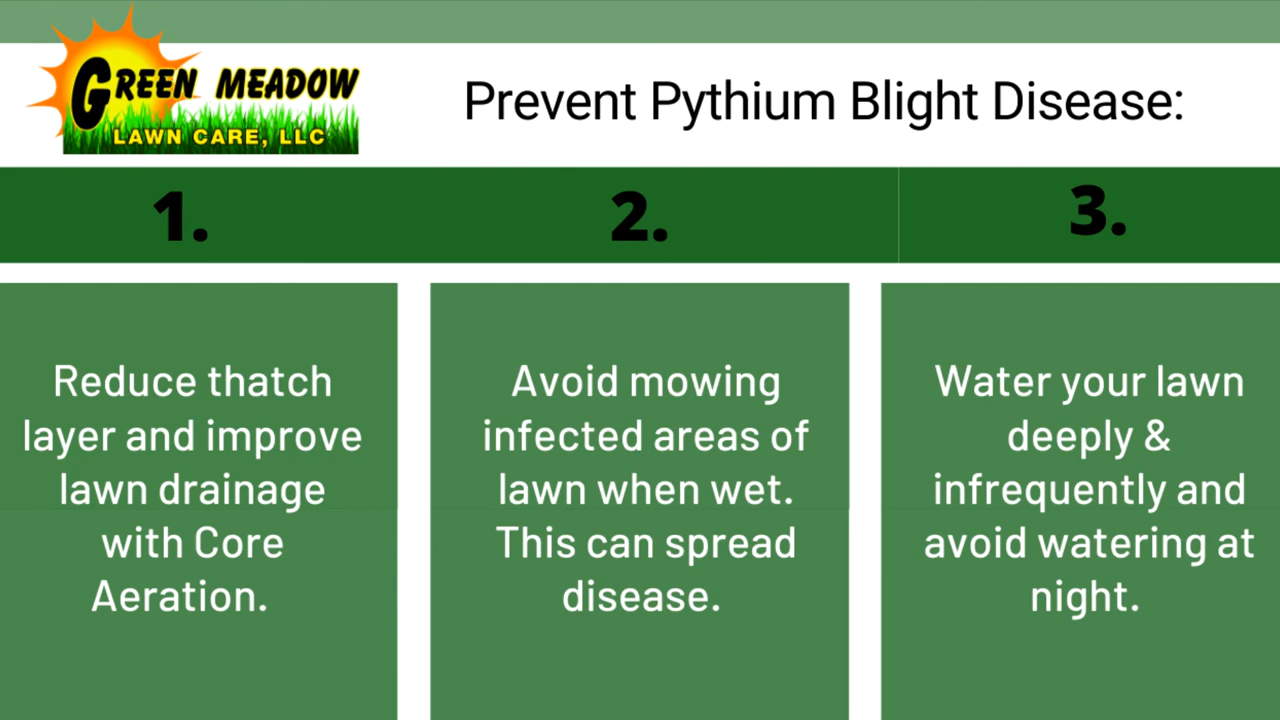 GREEN MEADOW
LAWN CARE, LLC
Prevent Pythium Blight Disease:
1.
2.
3.
Reduce thatch
layer and improve
lawn drainage
with Core
Aeration.
Avoid mowing
infected areas of
lawn when wet.
This can spread
disease.
Water your lawn
deeply &
infrequently and
avoid watering at
night.